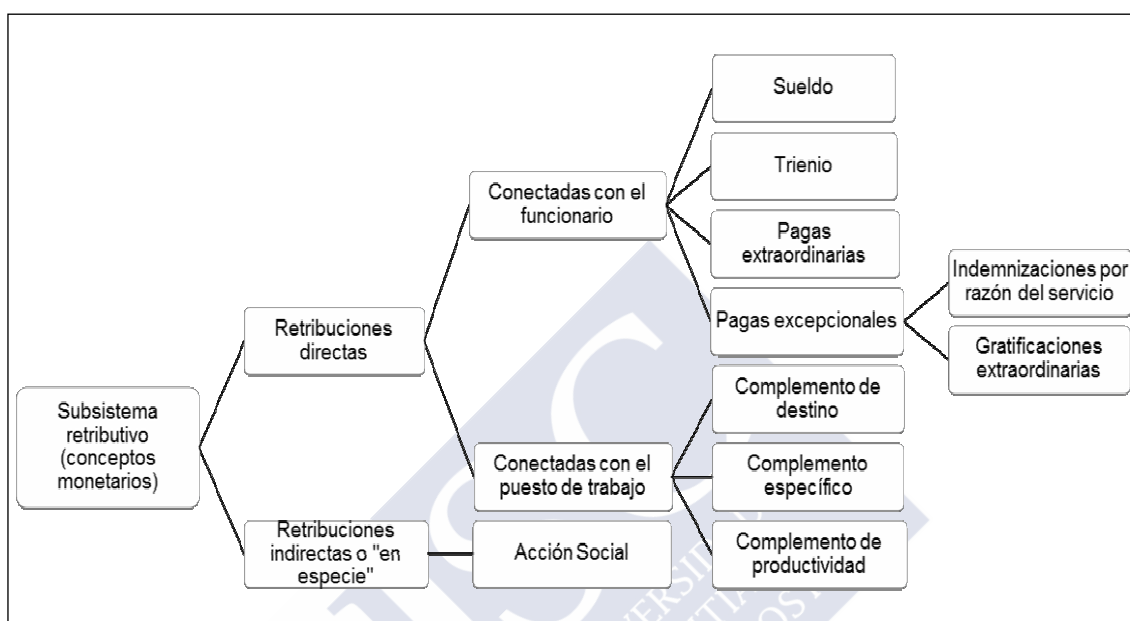 Subsistema
retributivo
(conceptos
monetarios)
Retribuciones
directas
Retribuciones
indirectas o "en
especie"
Conectadas con el
funcionario
Conectadas con el
puesto de trabajo
Acción Social
Sueldo
Trienio
Pagas
extraordinarias
Pagas excepcionales
Complemento de
destino
Complemento
específico
Complemento de
productividad
Indemnizaciones por
razón del servicio
Gratificaciones
extraordinarias